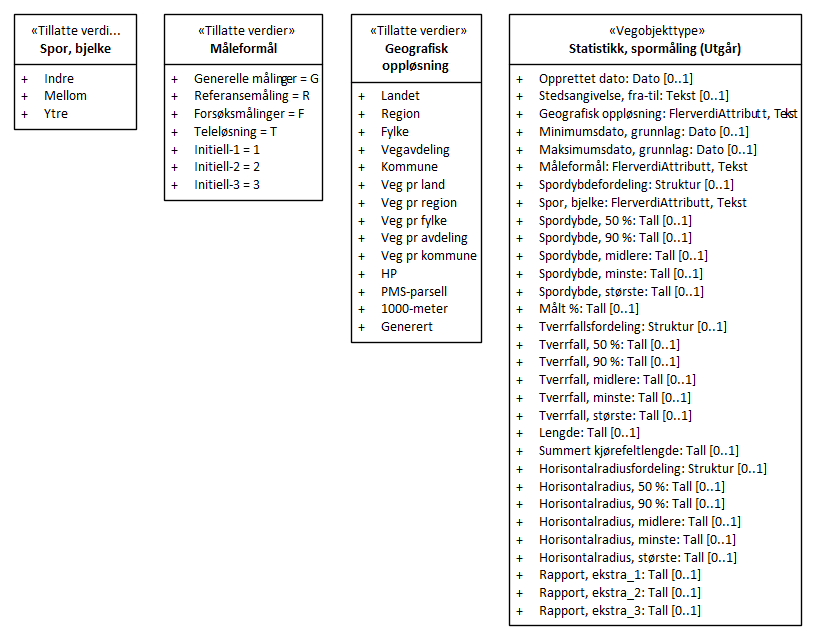 «Tillatte verdi...
Spor, bjelke
+ Indre
+ Mellom
+ Ytre
«Tillatte verdier»
Måleformål
+ Generelle målinger = G
+ Referansemåling = R
+ Forsøksmålinger = F
+ Teleløsning = T
+ Initiell-1 = 1
+ Initiell-2 = 2
+ Initiell-3 = 3
«Tillatte verdier»
Geografisk
oppløsning
+ Landet
+ Region
+ Fylke
+ Vegavdeling
+ Kommune
+ Veg pr land
+ Veg pr region
+ Veg pr fylke
+ Veg pr avdeling
+ Veg pr kommune
+ HP
+ PMS-parsell
+ 1000-meter
+ Generert
«Vegobjekttype»
Statistikk, spormåling (Utgår)
+ Opprettet dato: Dato [0..1]
+ Stedsangivelse, fra-til: Tekst [0..1]
+ Geografisk oppløsning: FlerverdiAttributt, Tekst
+ Minimumsdato, grunnlag: Dato [0..1]
+ Maksimumsdato, grunnlag: Dato [0..1]
+ Måleformål: FlerverdiAttributt, Tekst
+ Spordybdefordeling: Struktur [0..1]
+ Spor, bjelke: FlerverdiAttributt, Tekst
+ Spordybde, 50 %: Tall [0..1]
+ Spordybde, 90 %: Tall [0..1]
+ Spordybde, midlere: Tall [0..1]
+ Spordybde, minste: Tall [0..1]
+ Spordybde, største: Tall [0..1]
+ Målt %: Tall [0..1]
+ Tverrfallsfordeling: Struktur [0..1]
+ Tverrfall, 50 %: Tall [0..1]
+ Tverrfall, 90 %: Tall [0..1]
+ Tverrfall, midlere: Tall [0..1]
+ Tverrfall, minste: Tall [0..1]
+ Tverrfall, største: Tall [0..1]
+ Lengde: Tall [0..1]
+ Summert kjørefeltlengde: Tall [0..1]
+ Horisontalradiusfordeling: Struktur [0..1]
+ Horisontalradius, 50 %: Tall [0..1]
+ Horisontalradius, 90 %: Tall [0..1]
+ Horisontalradius, midlere: Tall [0..1]
+ Horisontalradius, minste: Tall [0..1]
+ Horisontalradius, største: Tall [0..1]
+ Rapport, ekstra_1: Tall [0..1]
+ Rapport, ekstra_2: Tall [0..1]
+ Rapport, ekstra_3: Tall [0..1]